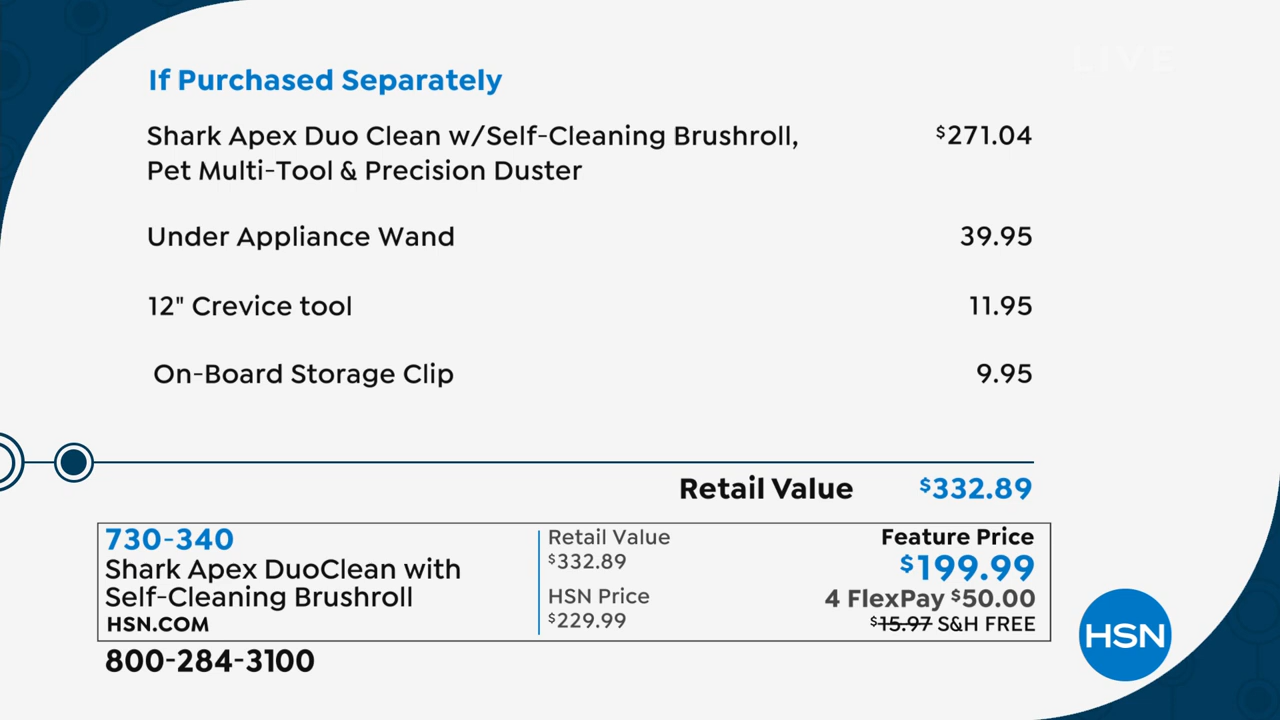 LIVE
If Purchased Separately
Shark Apex Duo Clean w/Self-Cleaning Brushroll, $271.04
Pet Multi-Tool & Precision Duster
Under Appliance Wand 39.95
12" Crevice tool 11.95
On-Board Storage Clip 9.95
Retail Value $332.89
730-340
Shark Apex DuoClean with
Self-Cleaning Brushroll
HSN.COM
Retail Value
$332.89
HSN Price
$229.99
Feature Price
$199.99
4 FlexPay $50.00
$15.97 S&H FREE
800-284-3100
HSN